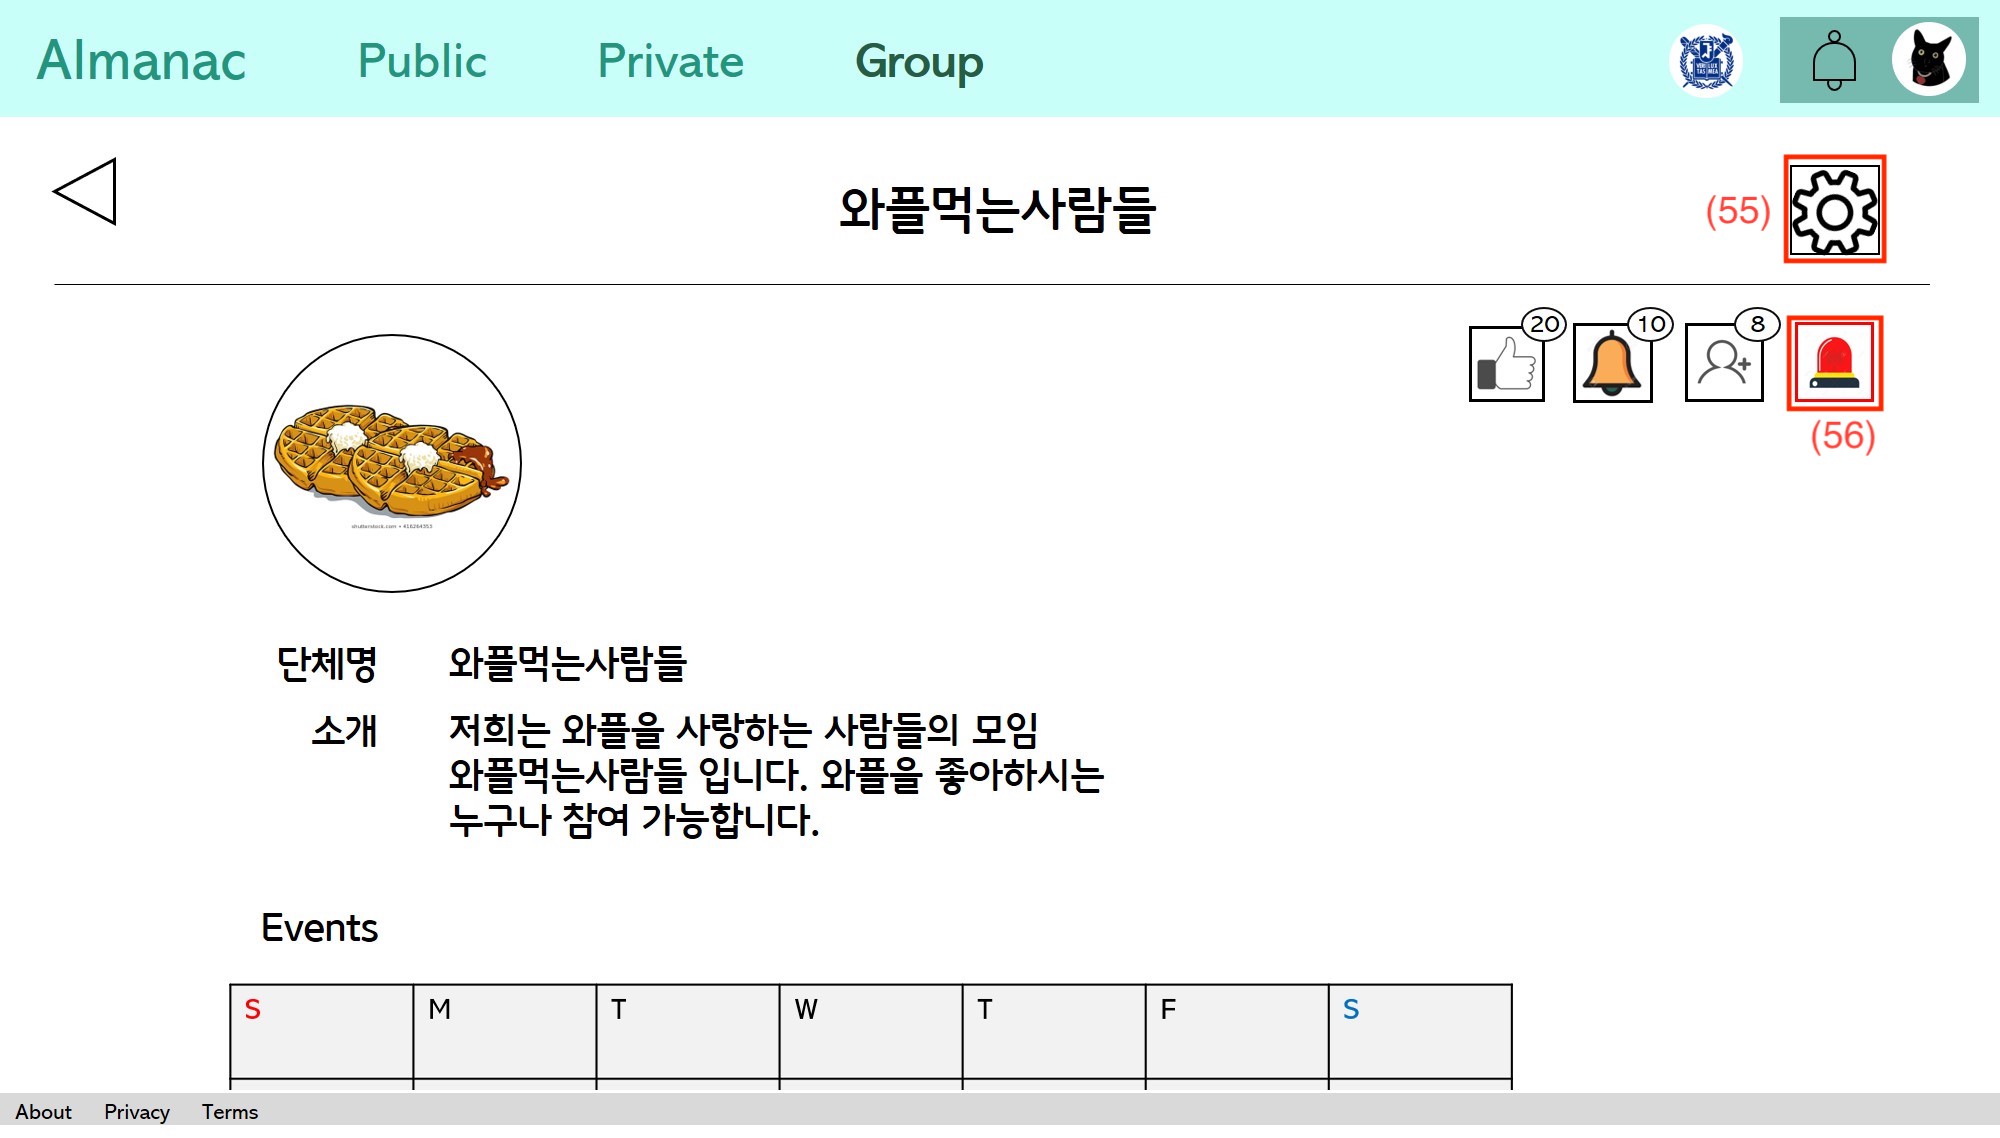 Almanac Public Private Group
와플먹는사람들
(55)
20 10 8
(56)
shutterstock.com • 416264353
단체명 와플먹는사람들
소개 저희는 와플을 사랑하는 사람들의 모임
와플먹는사람들 입니다. 와플을 좋아하시는
누구나 참여 가능합니다.
Events
S M T W T F S
About Privacy Terms